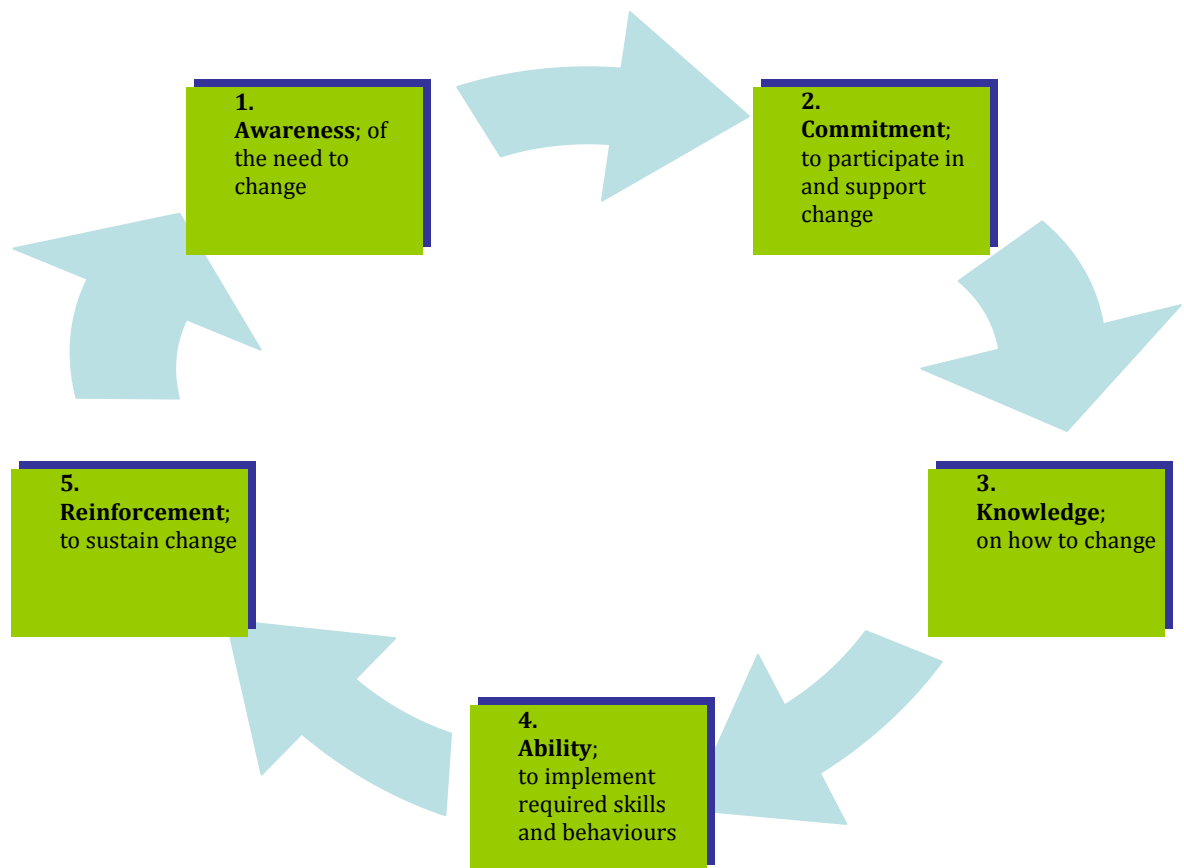 1.
Awareness; of
the need to
change
2.
Commitment;
to participate in
and support
change
3.
Knowledge;
on how to change
4.
Ability;
to implement
required skills
and behaviours
5.
Reinforcement;
to sustain change